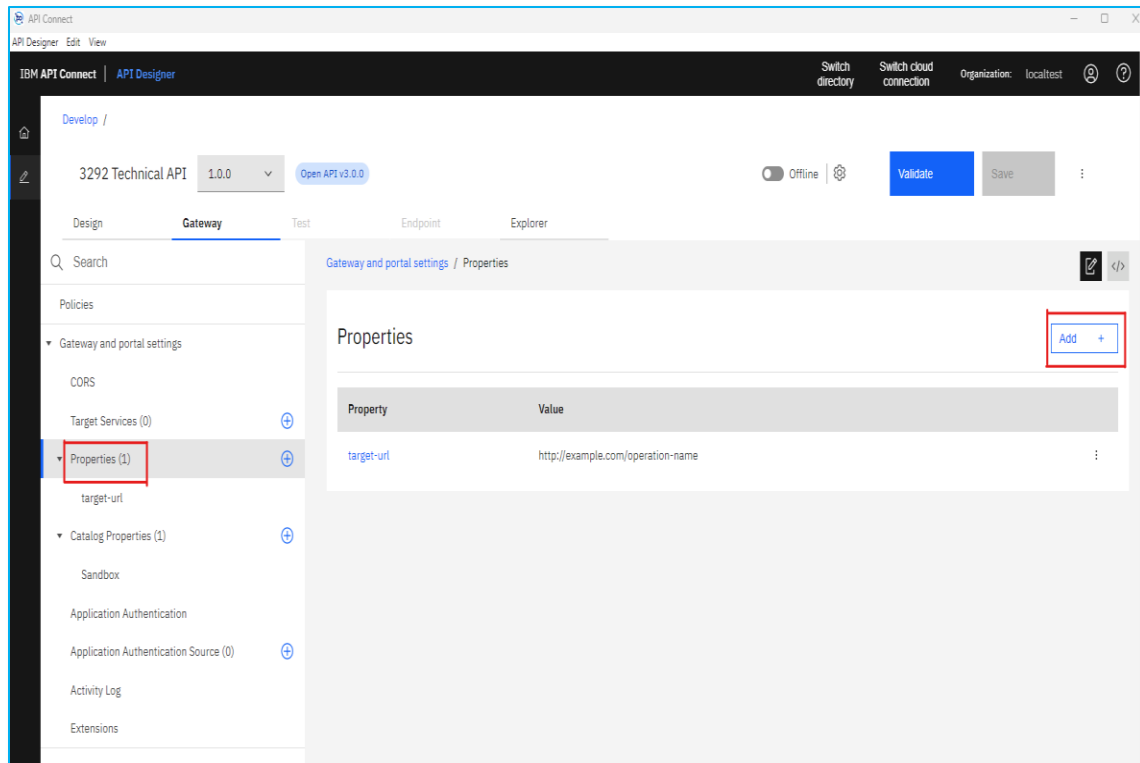 API Connect
API Designer Edit View
IBM API Connect | API Designer Switch directory Switch cloud connection Organization: localtest
Develop /
3292 Technical API 1.0.0 Open API v3.0.0 Offline Validate Save
Design Gateway Test Endpoint Explorer
Search
Gateway and portal settings / Properties
</>
Policies
Gateway and portal settings
CORS
Target Services (0)
Properties (1)
target-url
Catalog Properties (1)
Sandbox
Application Authentication
Application Authentication Source (0)
Activity Log
Extensions
Properties
Add +
Property Value
target-url http://example.com/operation-name